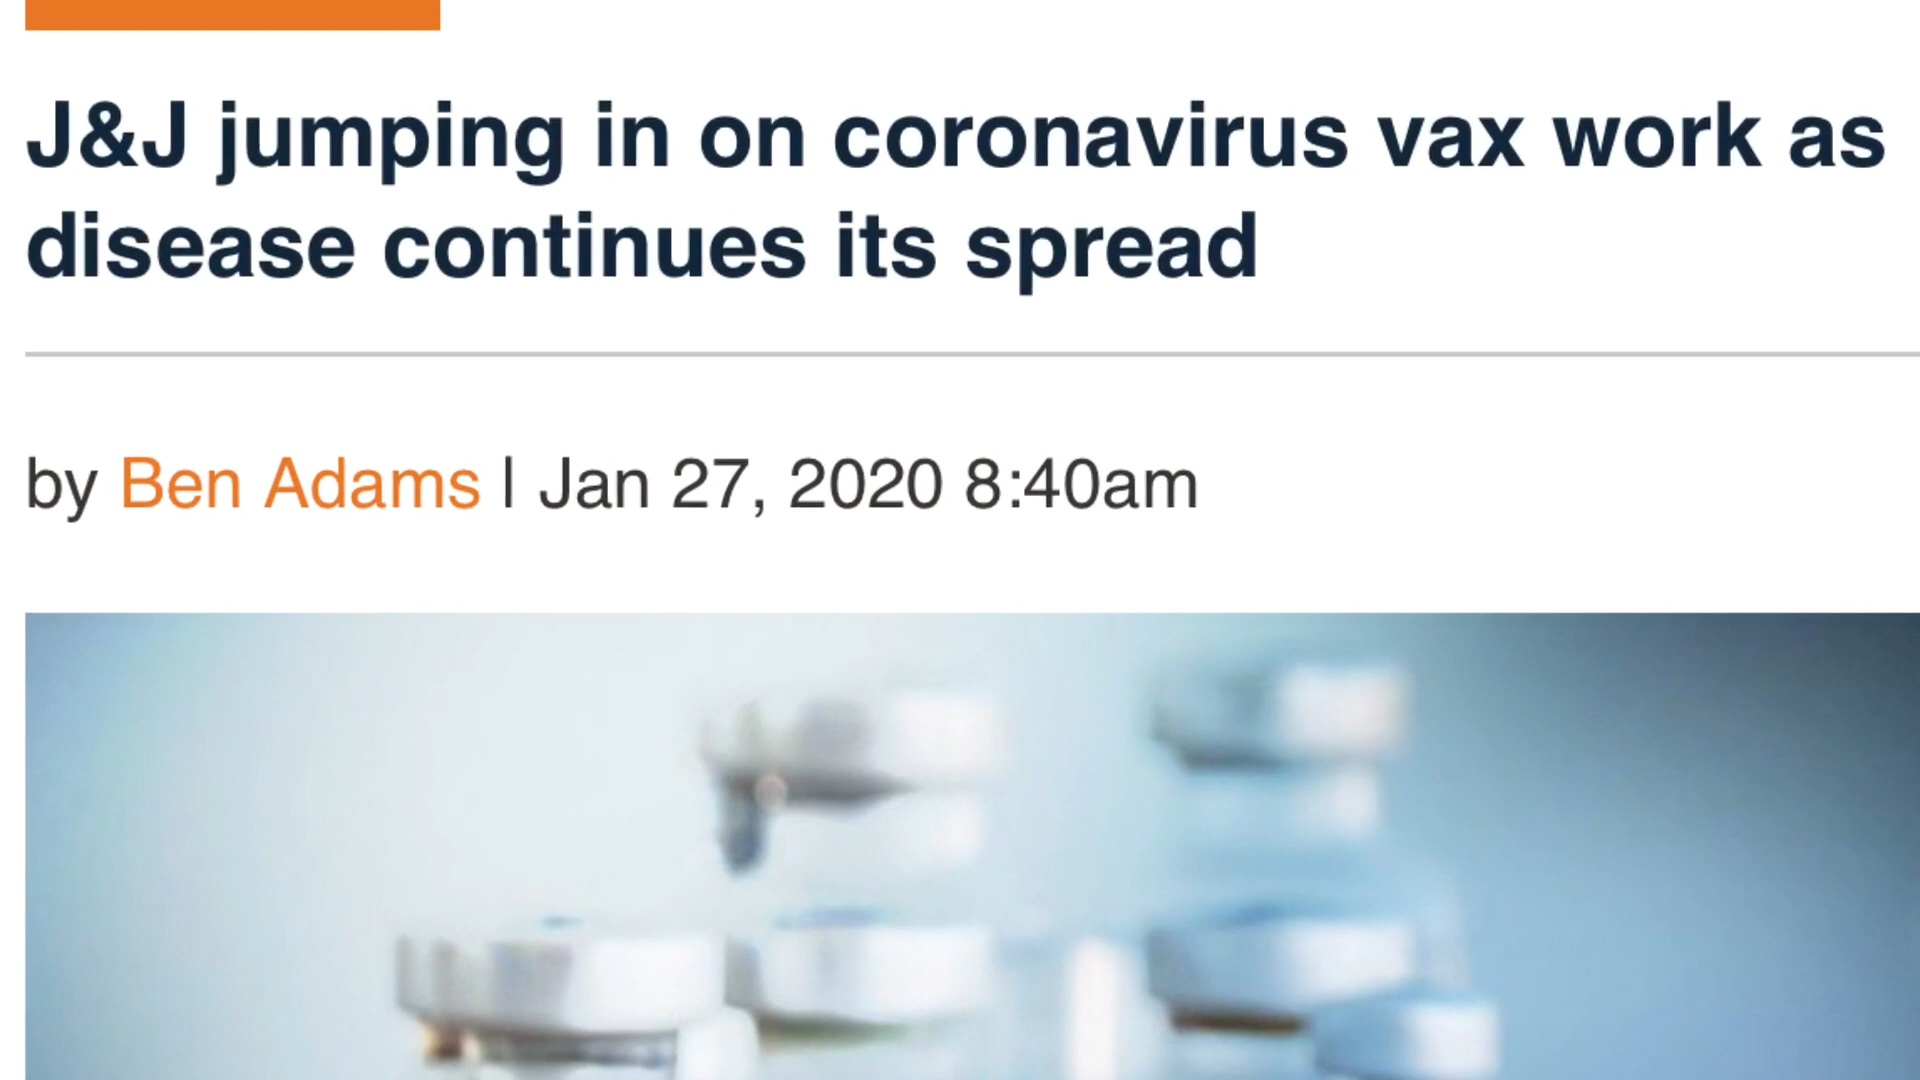 J&J jumping in on coronavirus vax work as
disease continues its spread
by Ben Adams | Jan 27, 2020 8:40am